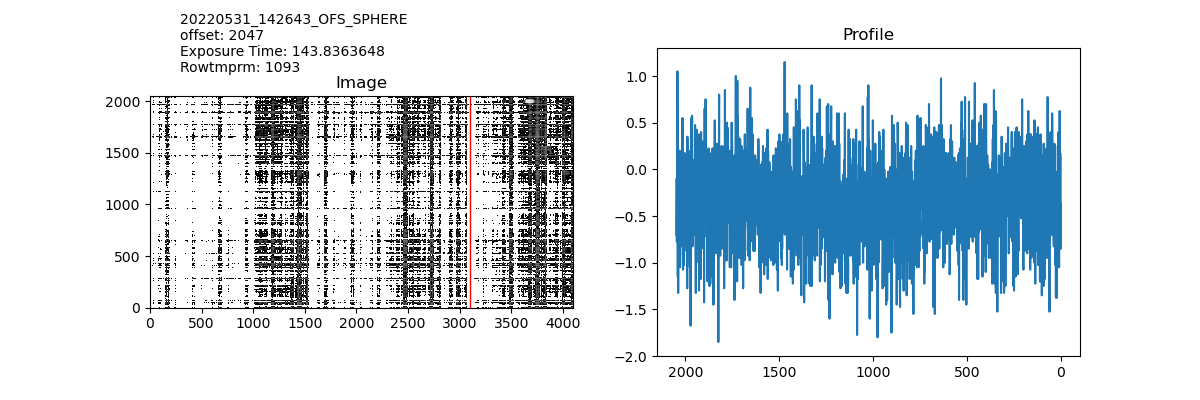 20220531_142643_OFS_SPHERE
offset: 2047
Exposure Time: 143.8363648
Rowtmprm: 1093
Image
2000
1500
1000
500
0
0 500 1000 1500 2000 2500 3000 3500 4000
Profile
1.0
0.5
0.0
−0.5
−1.0
−1.5
−2.0
2000 1500 1000 500 0